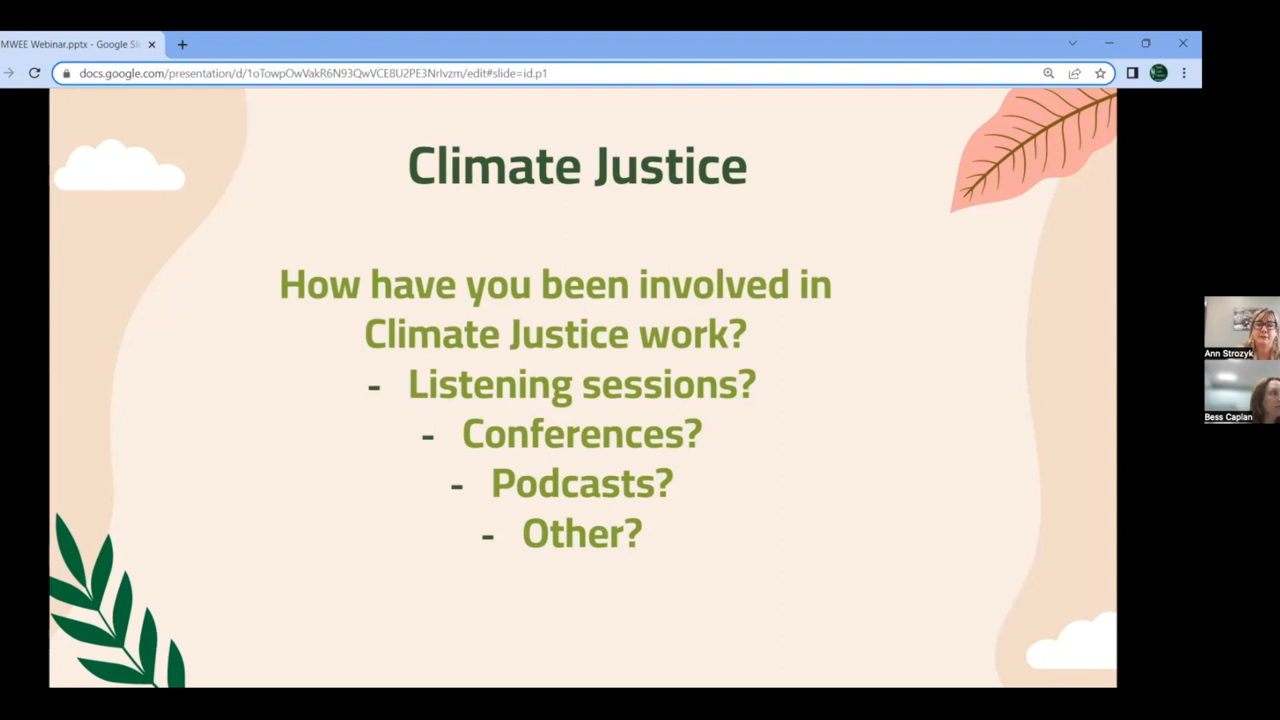 MWEE Webinar.pptx - Google Sli
docs.google.com/presentation/d/1oTowpOwVakR6N93QwVCE8U2PE3NrIvzm/edit#slide=id.p1
Climate Justice
How have you been involved in
Climate Justice work?
- Listening sessions?
- Conferences?
- Podcasts?
- Other?
Ann Strozyk
Bess Caplan